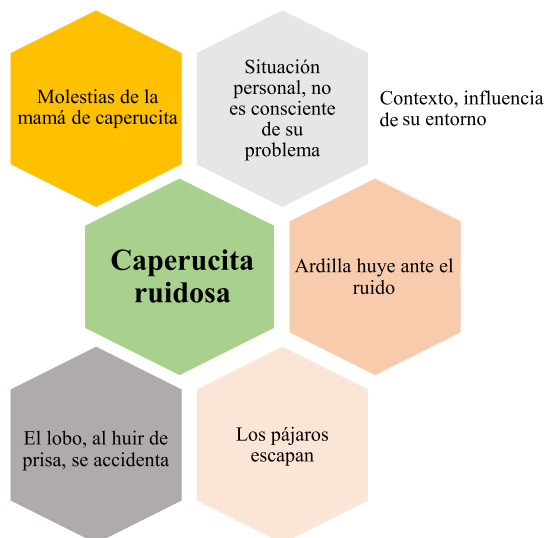 Molestias de la
mamá de caperucita
Situación
personal, no
es consciente
de su
problema
Contexto, influencia
de su entorno
Caperucita
ruidosa
Ardilla huye ante el
ruido
El lobo, al huir de
prisa, se accidenta
Los pájaros
escapan